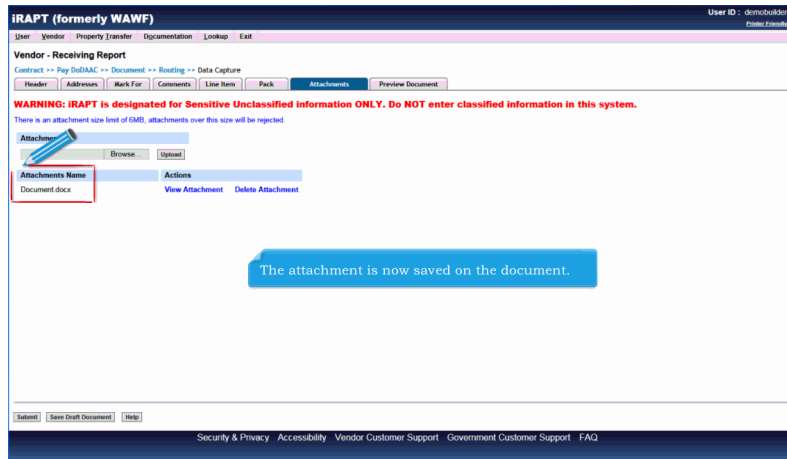 iRAPT (formerly WAWF)
User ID : demobuilder
Printer Friendly
User Vendor Property Transfer Documentation Lookup Exit
Vendor - Receiving Report
Contract >> Pay DoDAAC >> Document >> Routing >> Data Capture
Header Addresses Mark For Comments Line Item Pack Attachments Preview Document
WARNING: iRAPT is designated for Sensitive Unclassified information ONLY. Do NOT enter classified information in this system.
There is an attachment size limit of 6MB, attachments over this size will be rejected.
Browse... Upload
Attachments Name Actions
Document.docx View Attachment Delete Attachment
The attachment is now saved on the document.
Submit Save Draft Document Help
Security & Privacy Accessibility Vendor Customer Support Government Customer Support FAQ